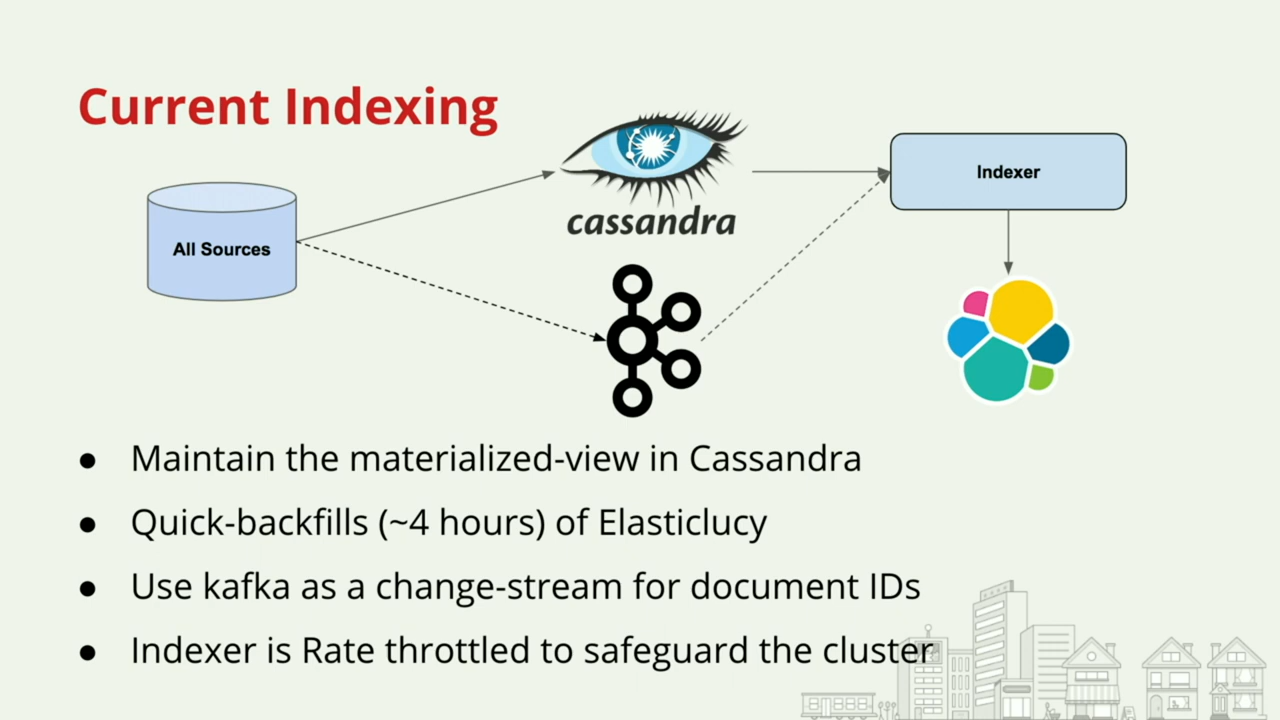 Current Indexing
All Sources
cassandra
Indexer
● Maintain the materialized-view in Cassandra
● Quick-backfills (~4 hours) of Elasticlucy
● Use kafka as a change-stream for document IDs
● Indexer is Rate throttled to safeguard the cluster